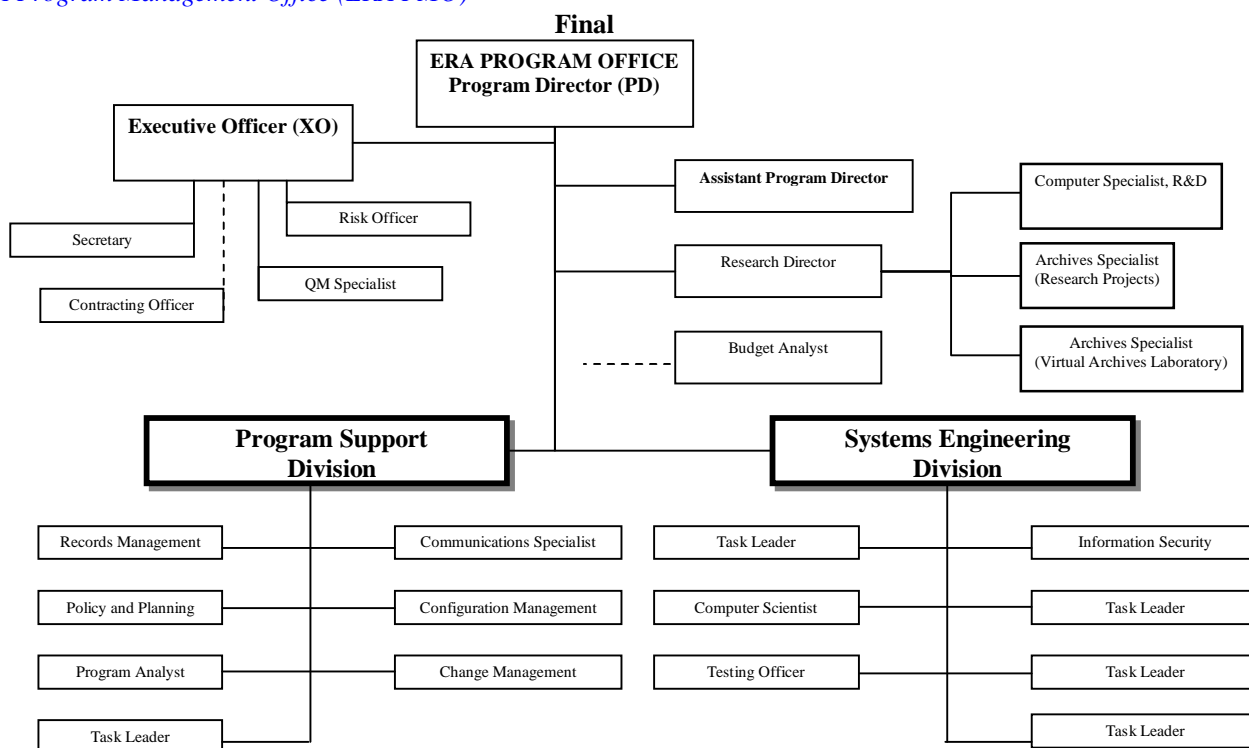 Program Management Office
Final
ERA PROGRAM OFFICE
Program Director (PD)
Executive Officer (XO)
Assistant Program Director
Computer Specialist, R&D
Risk Officer
Secretary
Research Director
Archives Specialist
(Research Projects)
QM Specialist
Contracting Officer
Budget Analyst
Archives Specialist
(Virtual Archives Laboratory)
Program Support
Division
Systems Engineering
Division
Records Management
Communications Specialist
Task Leader
Information Security
Policy and Planning
Configuration Management
Computer Scientist
Task Leader
Program Analyst
Change Management
Testing Officer
Task Leader
Task Leader
Task Leader